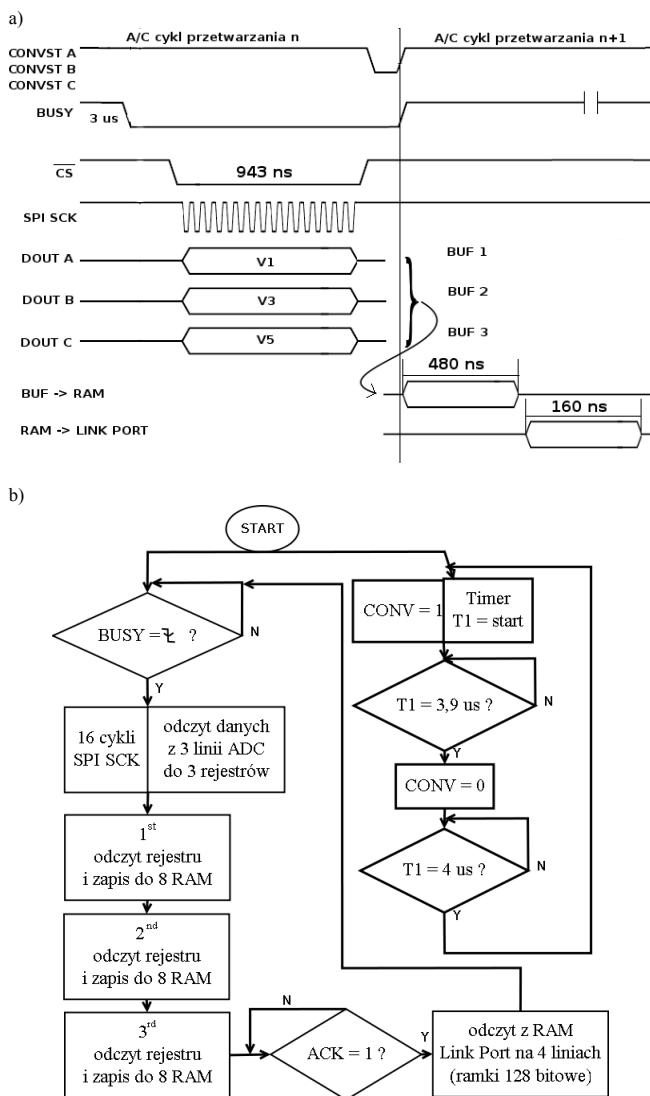 a)
A/C cykl przetwarzania n
A/C cykl przetwarzania n+1
CONVST A
CONVST B
CONVST C
BUSY
3 us
CS
943 ns
SPI SCK
DOUT A
V1
BUF 1
DOUT B
V3
BUF 2
DOUT C
V5
BUF 3
480 ns
BUF -> RAM
160 ns
RAM -> LINK PORT
b)
START
BUSY = ?
N
Y
16 cykli
SPI SCK
odczyt danych
z 3 linii ADC
do 3 rejestrów
1st
odczyt rejestru
i zapis do 8 RAM
2nd
odczyt rejestru
i zapis do 8 RAM
3rd
odczyt rejestru
i zapis do 8 RAM
N
ACK = 1 ?
Y
odczyt z RAM
Link Port na 4 liniach
(ramki 128 bitowe)
CONV = 1
Timer
T1 = start
T1 = 3,9 us ?
N
Y
CONV = 0
T1 = 4 us ?
N
Y